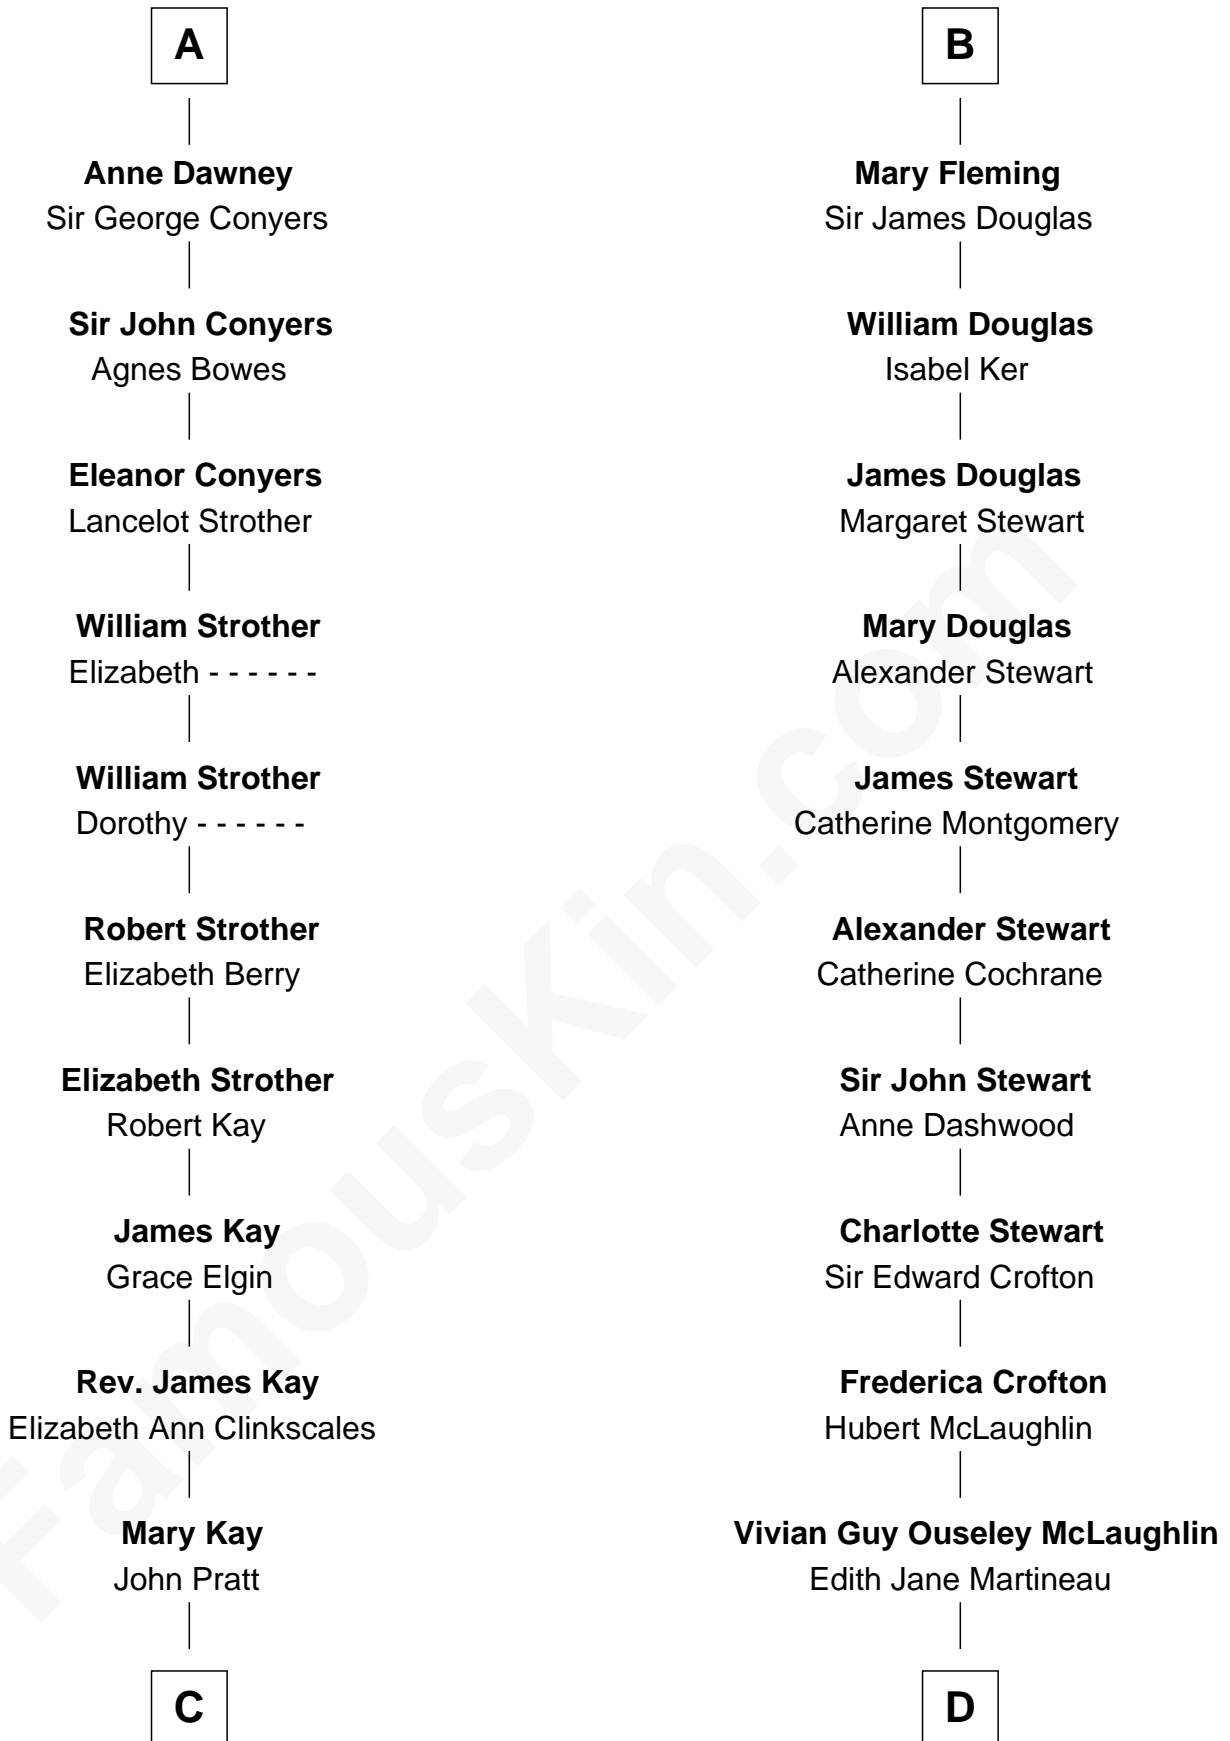 A
Anne Dawney
Sir George Conyers
Sir John Conyers
Agnes Bowes
Eleanor Conyers
Lancelot Strother
William Strother
Elizabeth - - - - - -
William Strother
Dorothy - - - - - -
Robert Strother
Elizabeth Berry
Elizabeth Strother
Robert Kay
James Kay
Grace Elgin
Rev. James Kay
Elizabeth Ann Clinkscales
Mary Kay
John Pratt
C
B
Mary Fleming
Sir James Douglas
William Douglas
Isabel Ker
James Douglas
Margaret Stewart
Mary Douglas
Alexander Stewart
James Stewart
Catherine Montgomery
Alexander Stewart
Catherine Cochrane
Sir John Stewart
Anne Dashwood
Charlotte Stewart
Sir Edward Crofton
Frederica Crofton
Hubert McLaughlin
Vivian Guy Ouseley McLaughlin
Edith Jane Martineau
D
FamousKin.com